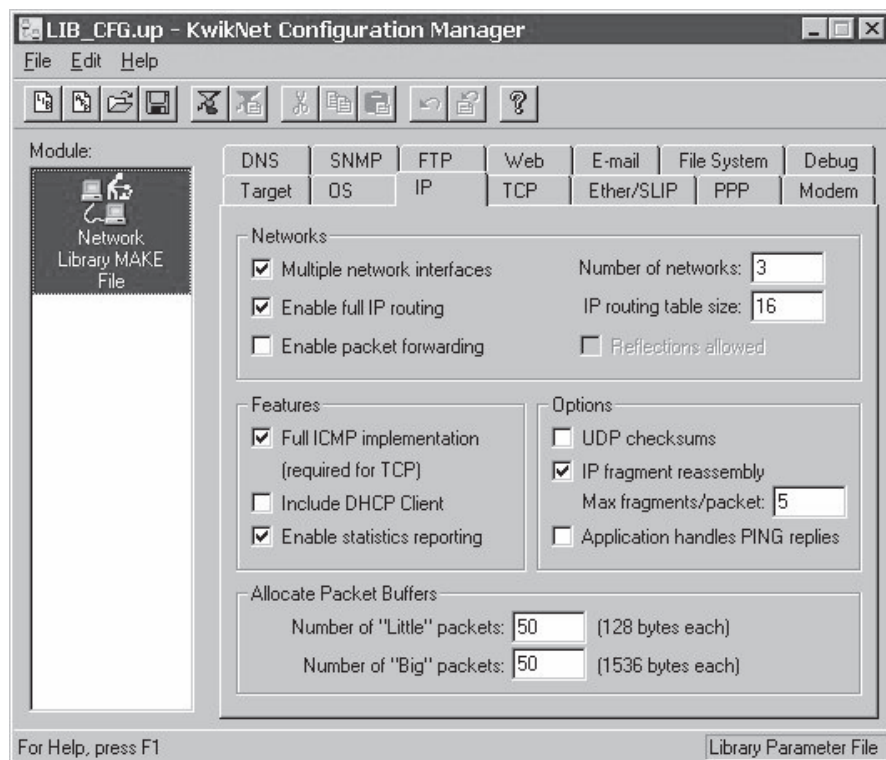 LIB_CFG.up - KwikNet Configuration Manager
File Edit Help
Module:
Network
Library MAKE
File
DNS SNMP FTP Web E-mail File System Debug
Target OS IP TCP Ether/SLIP PPP Modem
Networks
Multiple network interfaces Number of networks: 3
Enable full IP routing IP routing table size: 16
Enable packet forwarding Reflections allowed
Features
Full ICMP implementation
(required for TCP)
Include DHCP Client
Enable statistics reporting
Options
UDP checksums
IP fragment reassembly
Max fragments/packet: 5
Application handles PING replies
Allocate Packet Buffers
Number of "Little" packets: 50 (128 bytes each)
Number of "Big" packets: 50 (1536 bytes each)
For Help, press F1 Library Parameter File